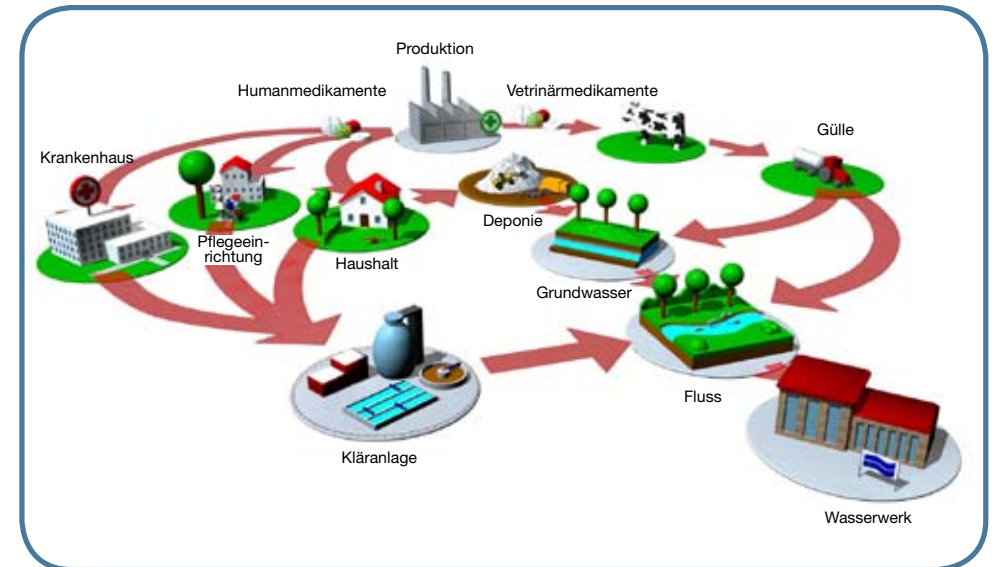 Produktion
Humanmedikamente
Vetrinärmedikamente
Gülle
Krankenhaus
Pflegeein-
richtung
Haushalt
Deponie
Grundwasser
Fluss
Kläranlage
Wasserwerk